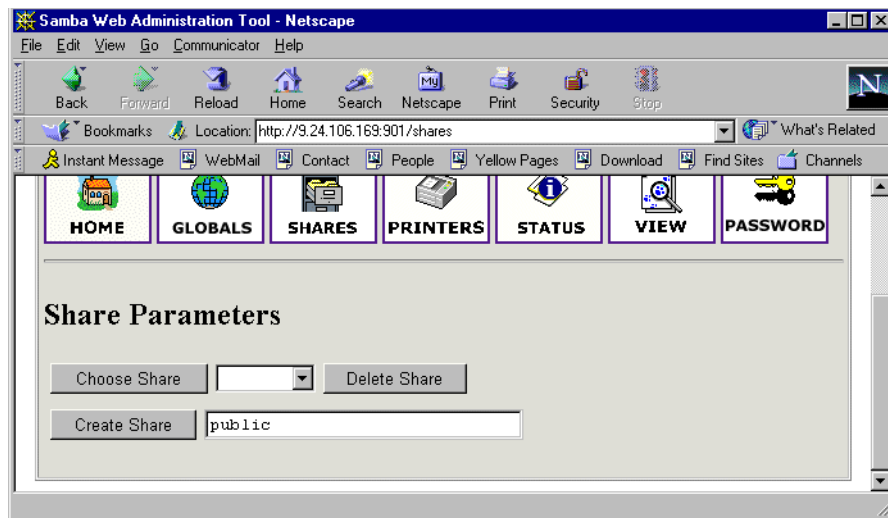 Samba Web Administration Tool - Netscape
File Edit View Go Communicator Help
My
N
Back Forward Reload Home Search Netscape Print Security Stop
Bookmarks Location: http://9.24.106.169:901/shares What's Related
Instant Message WebMail Contact People Yellow Pages Download Find Sites Channels
HOME GLOBALS SHARES PRINTERS STATUS VIEW PASSWORD
Share Parameters
Choose Share Delete Share
Create Share public